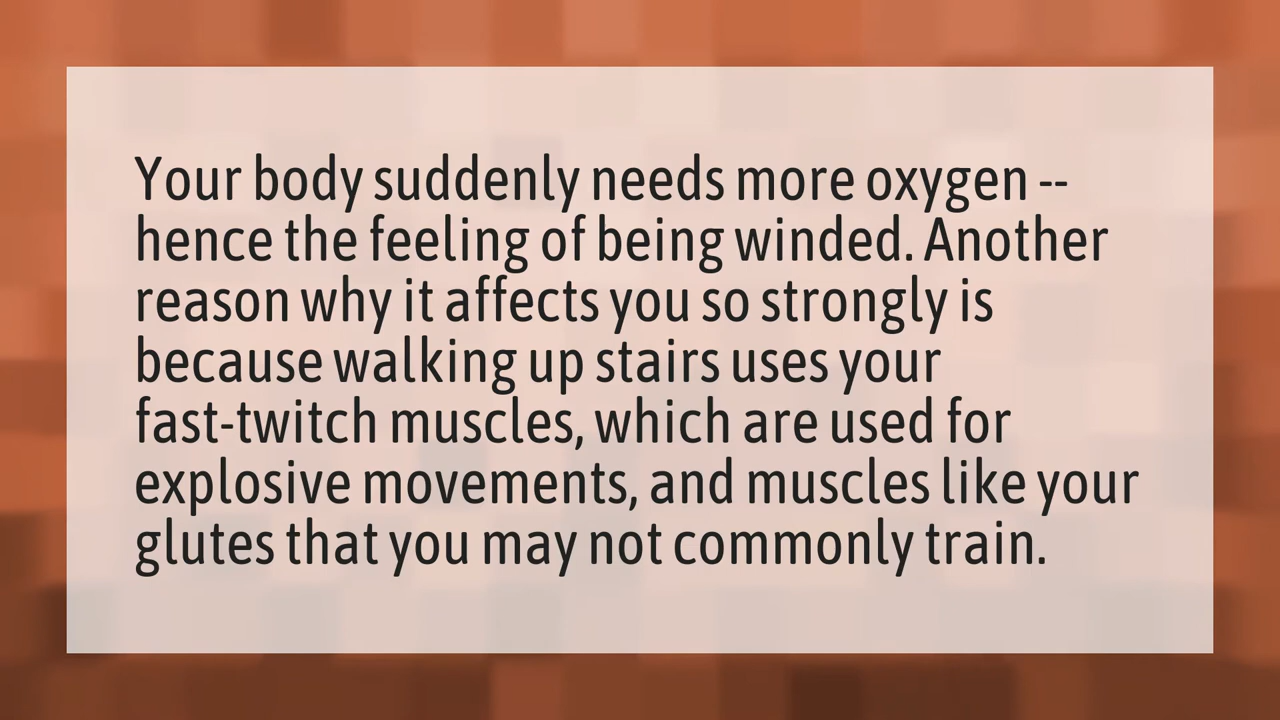 Your body suddenly needs more oxygen --
hence the feeling of being winded. Another
reason why it affects you so strongly is
because walking up stairs uses your
fast-twitch muscles, which are used for
explosive movements, and muscles like your
glutes that you may not commonly train.